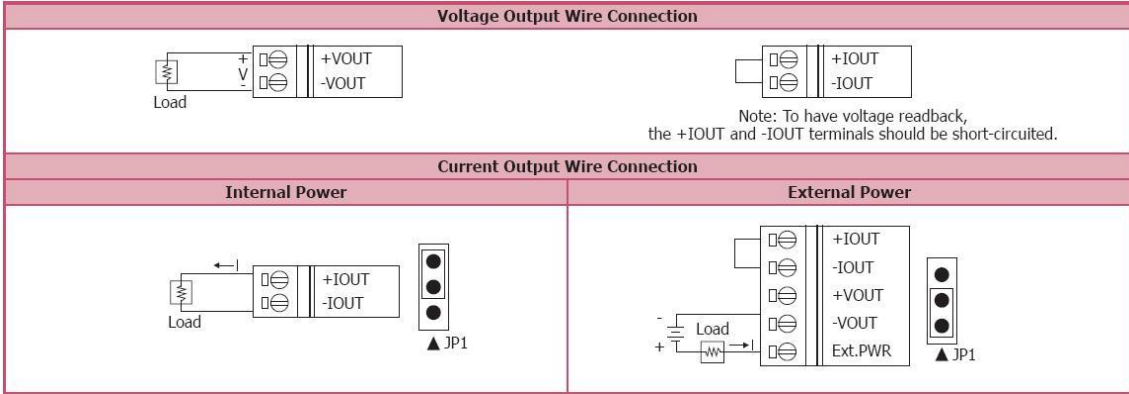 Voltage Output Wire Connection
+
V
-
Load
+VOUT
-VOUT
+IOUT
-IOUT
Note: To have voltage readback,
the +IOUT and -IOUT terminals should be short-circuited.
Current Output Wire Connection
Internal Power
External Power
I
Load
+IOUT
-IOUT
JP1
+IOUT
-IOUT
+VOUT
-VOUT
Ext.PWR
-
+
Load
I
JP1